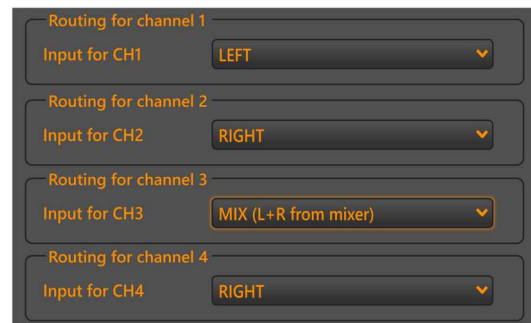 Routing for channel 1
Input for CH1 LEFT
Routing for channel 2
Input for CH2 RIGHT
Routing for channel 3
Input for CH3 MIX (L+R from mixer)
Routing for channel 4
Input for CH4 RIGHT